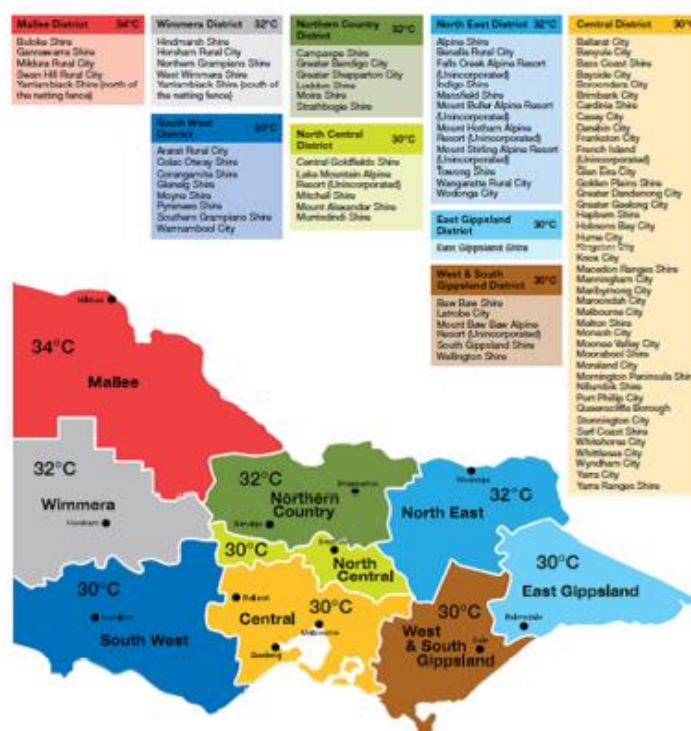 Mallee District 34°C
Buloke Shire
Gannawarra Shire
Mildura Rural City
Swan Hill Rural City
Yarriambiack Shire (north of
the netting fence)
Wimmera District 32°C
Hindmarsh Shire
Horsham Rural City
Northern Grampians Shire
West Wimmera Shire
Yarriambiack Shire (south of
the netting fence)
South West
District 30°C
Ararat Rural City
Colac Otway Shire
Corangamite Shire
Glenelg Shire
Moyne Shire
Pyrenees Shire
Southern Grampians Shire
Warrnambool City
Northern Country
District 30°C
Campaspe Shire
Greater Bendigo City
Greater Shepparton City
Loddon Shire
Moira Shire
Strathbogie Shire
North Central
District 30°C
Central Goldfields Shire
Lake Mountain Alpine
Resort (Unincorporated)
Mitchell Shire
Mount Alexander Shire
Murrindindi Shire
North East District 32°C
Alpine Shire
Benalla Rural City
Falls Creek Alpine Resort
(Unincorporated)
Indigo Shire
Mansfield Shire
Mount Buller Alpine Resort
(Unincorporated)
Mount Hotham Alpine
Resort (Unincorporated)
Mount Stirling Alpine Resort
(Unincorporated)
Towong Shire
Wangaratta Rural City
Wodonga City
East Gippsland
District 30°C
East Gippsland Shire
West & South
Gippsland District 30°C
Baw Baw Shire
Latrobe City
Mount Baw Baw Alpine
Resort (Unincorporated)
South Gippsland Shire
Wellington Shire
Central District 30°
Ballarat City
Banyule City
Bass Coast Shire
Bayside City
Boroondara City
Brimbank City
Cardinia Shire
Casey City
Darebin City
Frankston City
French Island
(Unincorporated)
Glen Eira City
Golden Plains Shire
Greater Dandenong City
Greater Geelong City
Hepburn Shire
Hobsons Bay City
Hume City
Kingston City
Knox City
Macedon Ranges Shire
Manningham City
Maribyrnong City
Maroondah City
Melbourne City
Melton Shire
Monash City
Moonee Valley City
Moorabool Shire
Moreland City
Mornington Peninsula Shire
Nillumbik Shire
Port Phillip City
Queenscliffe Borough
Stonnington City
Surf Coast Shire
Whitehorse City
Whittlesea City
Wyndham City
Yarra City
Yarra Ranges Shire
Mildura
34°C
Mallee
32°C
Wimmera
Horsham
32°C
Northern
Country
Shepparton
Bendigo
Wodonga
32°C
North East
30°C
North
Central
30°C
East Gippsland
Bairnsdale
30°C
South West
Hamilton
Ballarat
Central
30°C
Melbourne
Geelong
30°C
West
& South
Gippsland
Sale